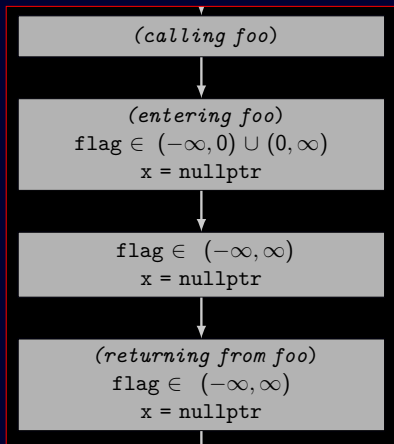 (calling foo)
(entering foo)
flag ∈ (−∞, 0) ∪ (0, ∞)
x = nullptr
flag ∈ (−∞, ∞)
x = nullptr
(returning from foo)
flag ∈ (−∞, ∞)
x = nullptr